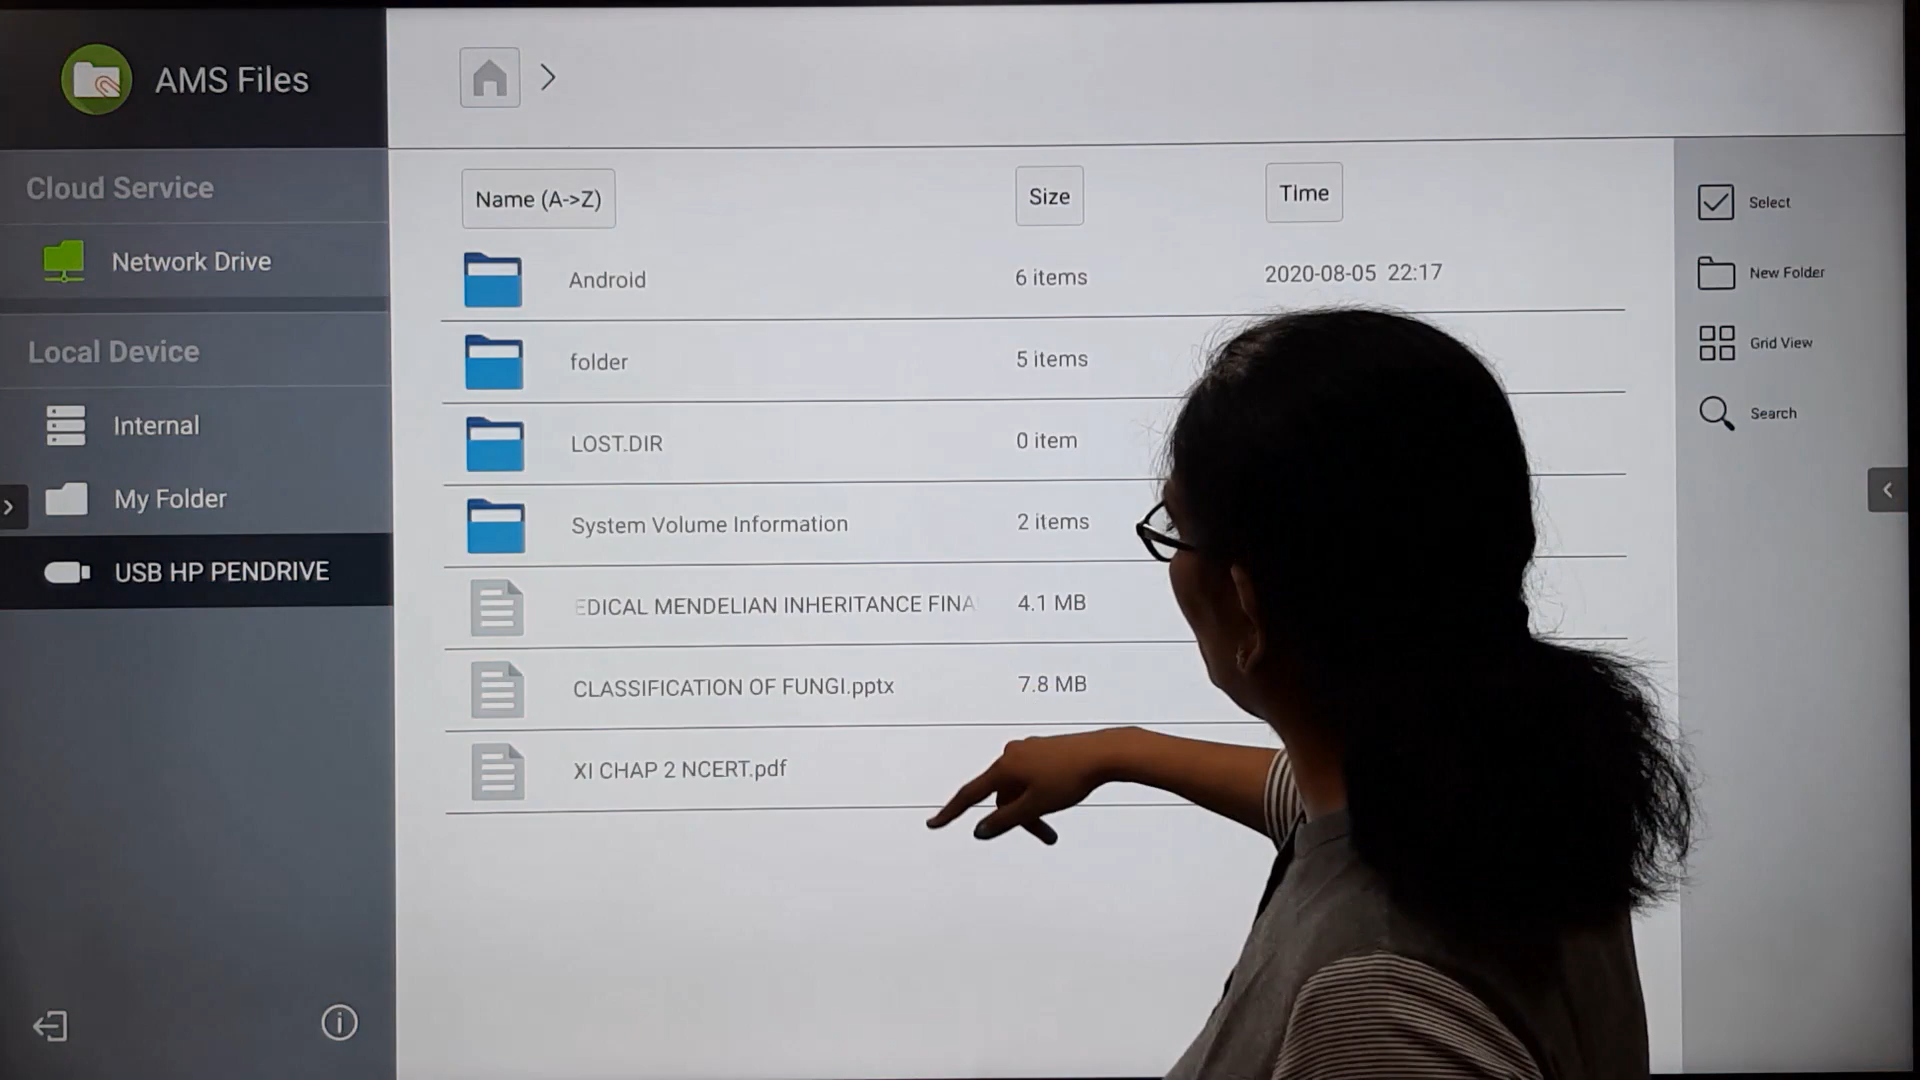 AMS Files
Cloud Service
Network Drive
Local Device
Internal
My Folder
USB HP PENDRIVE
Name (A->Z) Size TIme
Android 6 items 2020-08-05 22:17
folder 5 items
LOST.DIR 0 item
System Volume Information 2 items
EDICAL MENDELIAN INHERITANCE FINA 4.1 MB
CLASSIFICATION OF FUNGI.pptx 7.8 MB
XI CHAP 2 NCERT.pdf
Select
New Folder
Grid View
Search